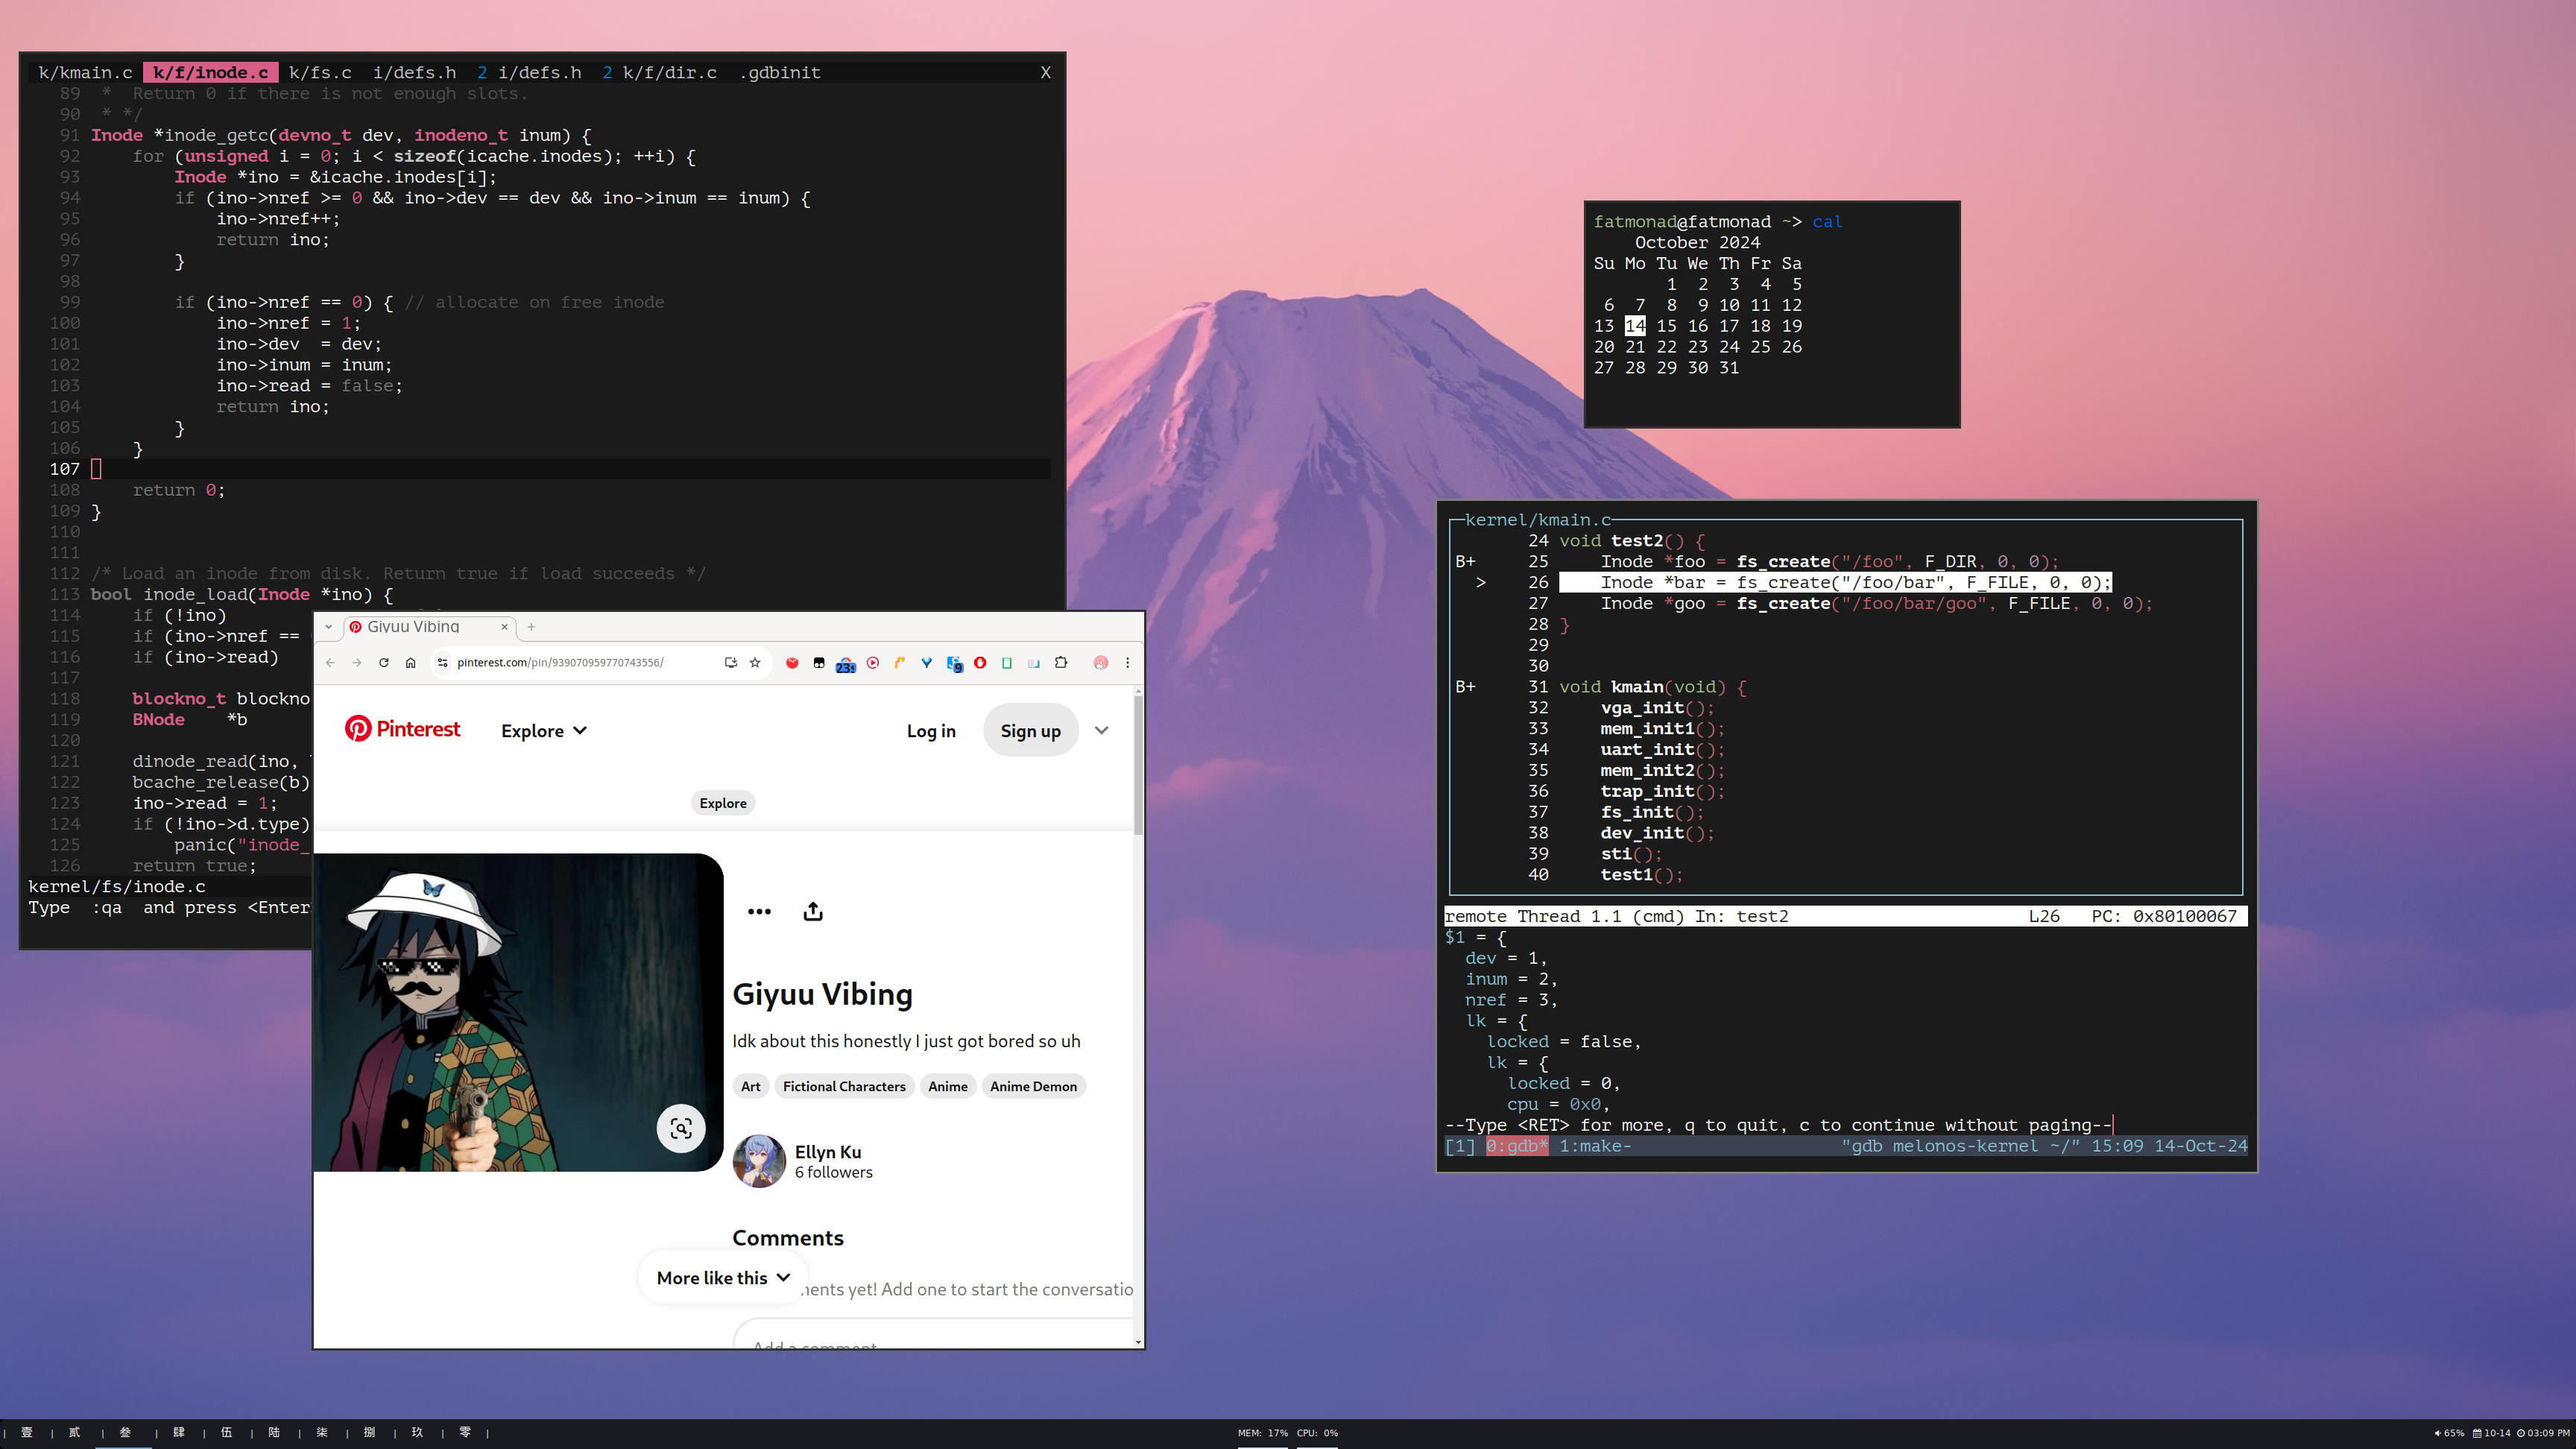 k/kmain.c k/f/inode.c k/fs.c i/defs.h 2 i/defs.h 2 k/f/dir.c .gdbinit X
89 * Return 0 if there is not enough slots.
90 * */
91 Inode *inode_getc(devno_t dev, inodeno_t inum) {
92 for (unsigned i = 0; i < sizeof(icache.inodes); ++i) {
93 Inode *ino = &icache.inodes[i];
94 if (ino->nref >= 0 && ino->dev == dev && ino->inum == inum) {
95 ino->nref++;
96 return ino;
97 }
98
99 if (ino->nref == 0) { // allocate on free inode
100 ino->nref = 1;
101 ino->dev = dev;
102 ino->inum = inum;
103 ino->read = false;
104 return ino;
105 }
106 }
107
108 return 0;
109 }
110
111
112 /* Load an inode from disk. Return true if load succeeds */
113 bool inode_load(Inode *ino) {
114 if (!ino)
115 if (ino->nref ==
116 if (ino->read)
117
118 blockno_t blockno
119 BNode *b
120
121 dinode_read(ino,
122 bcache_release(b)
123 ino->read = 1;
124 if (!ino->d.type)
125 panic("inode_
126 return true;
kernel/fs/inode.c
Type :qa and press <Enter
Giyuu Vibing
pinterest.com/pin/939070959770743556/
Pinterest Explore Log in Sign up
Explore
Giyuu Vibing
Idk about this honestly I just got bored so uh
Art Fictional Characters Anime Anime Demon
Ellyn Ku
6 followers
Comments
More like this
nents yet! Add one to start the conversatio
Add a comment
fatmonad@fatmonad ~> cal
October 2024
Su Mo Tu We Th Fr Sa
1 2 3 4 5
6 7 8 9 10 11 12
13 14 15 16 17 18 19
20 21 22 23 24 25 26
27 28 29 30 31
kernel/kmain.c
24 void test2() {
B+ 25 Inode *foo = fs_create("/foo", F_DIR, 0, 0);
> 26 Inode *bar = fs_create("/foo/bar", F_FILE, 0, 0);
27 Inode *goo = fs_create("/foo/bar/goo", F_FILE, 0, 0);
28 }
29
30
B+ 31 void kmain(void) {
32 vga_init();
33 mem_init1();
34 uart_init();
35 mem_init2();
36 trap_init();
37 fs_init();
38 dev_init();
39 sti();
40 test1();
remote Thread 1.1 (cmd) In: test2 L26 PC: 0x80100067
$1 = {
dev = 1,
inum = 2,
nref = 3,
lk = {
locked = false,
lk = {
locked = 0,
cpu = 0x0,
--Type <RET> for more, q to quit, c to continue without paging--
[1] 0:gdb* 1:make- "gdb melonos-kernel ~/" 15:09 14-Oct-24
| 壹 | 贰 | 叁 | 肆 | 伍 | 陆 | 柒 | 捌 | 玖 | 零 |
MEM: 17% CPU: 0%
65% 10-14 03:09 PM